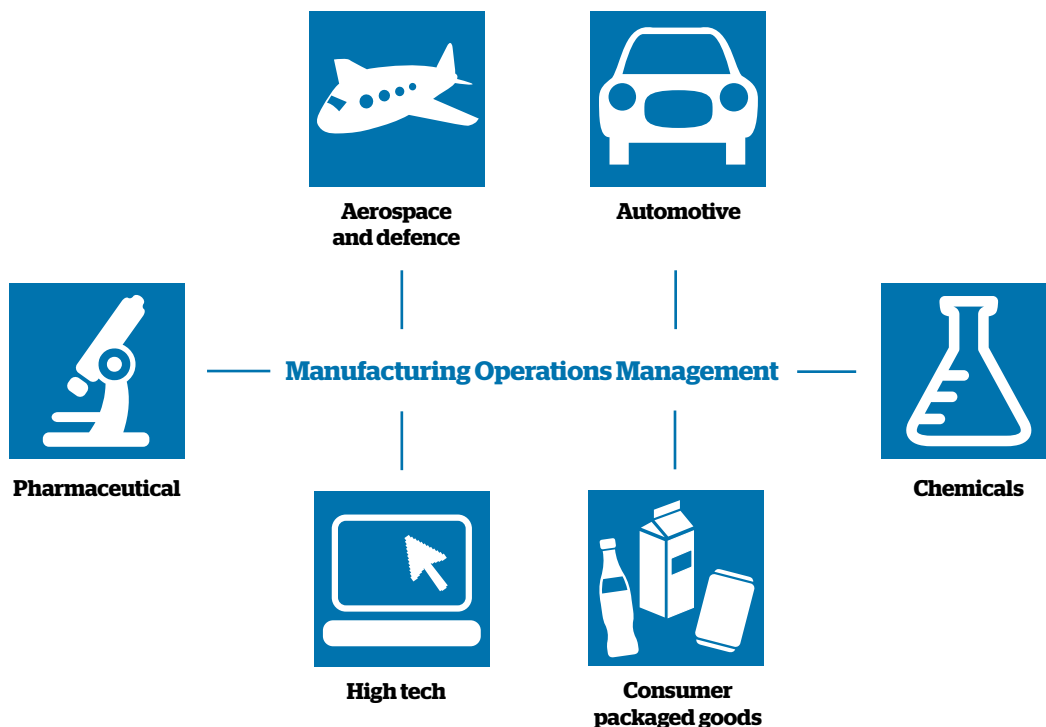 Aerospace
and defence
Automotive
Manufacturing Operations Management
Pharmaceutical
Chemicals
High tech
Consumer
packaged goods